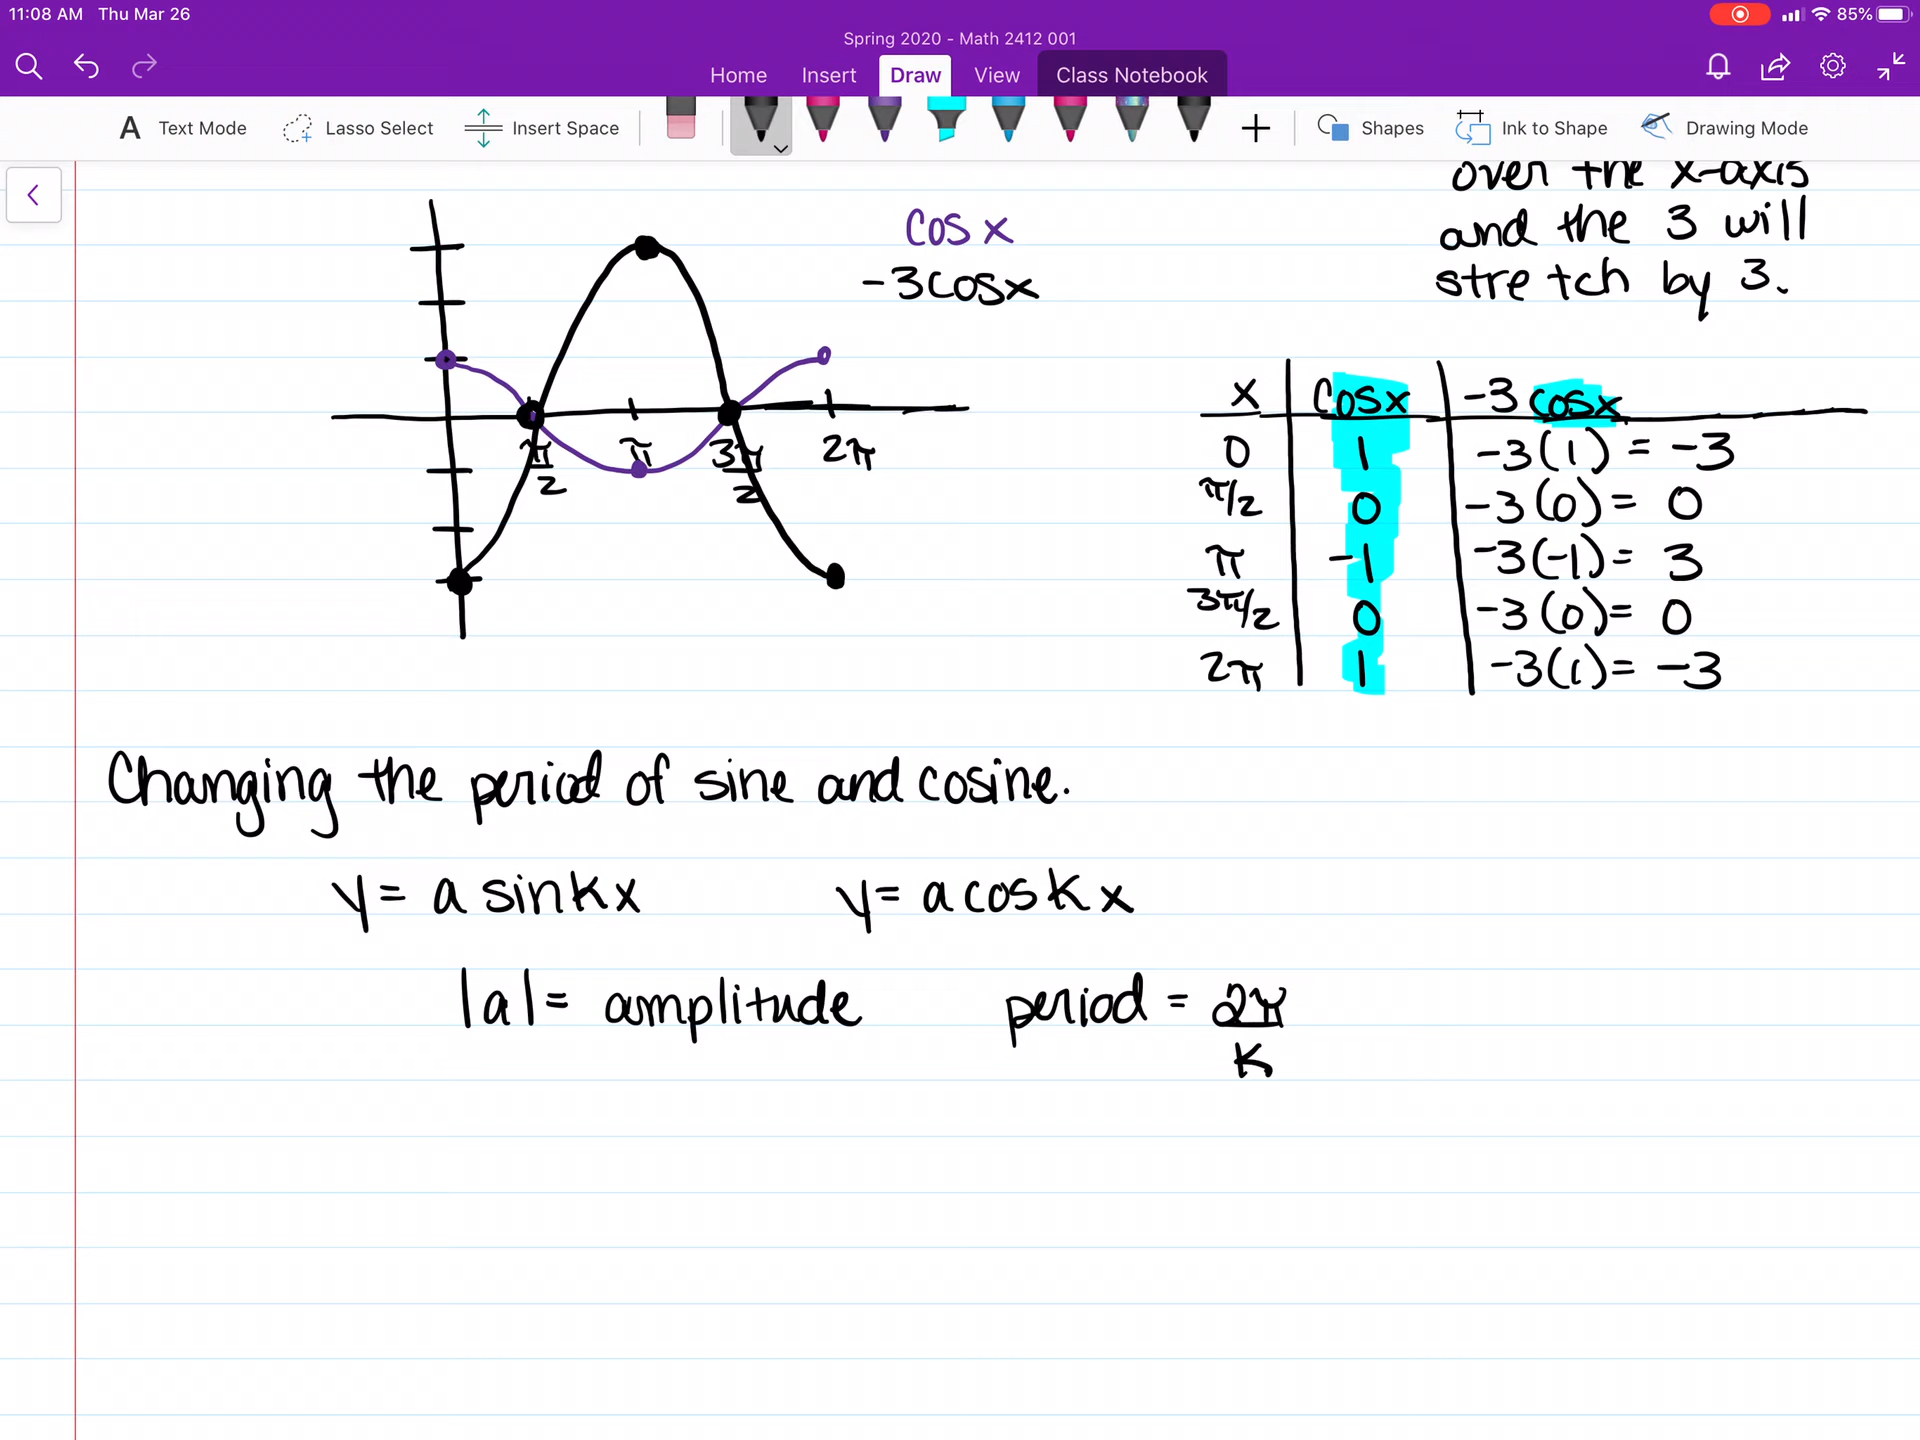 11:08 AM Thu Mar 26
85%
Spring 2020 - Math 2412 001
Home Insert Draw View Class Notebook
A Text Mode Lasso Select Insert Space Shapes Ink to Shape Drawing Mode
over the x-axis
and the 3 will
stretch by 3.
cos x
-3cosx
π/2 π 3π/2 2π
x cosx -3 cosx
0 1 -3(1) = -3
π/2 0 -3(0) = 0
π -1 -3(-1) = 3
3π/2 0 -3(0) = 0
2π 1 -3(1) = -3
Changing the period of sine and cosine.
y = a sinkx y = a coskx
|a| = amplitude period = 2π/k